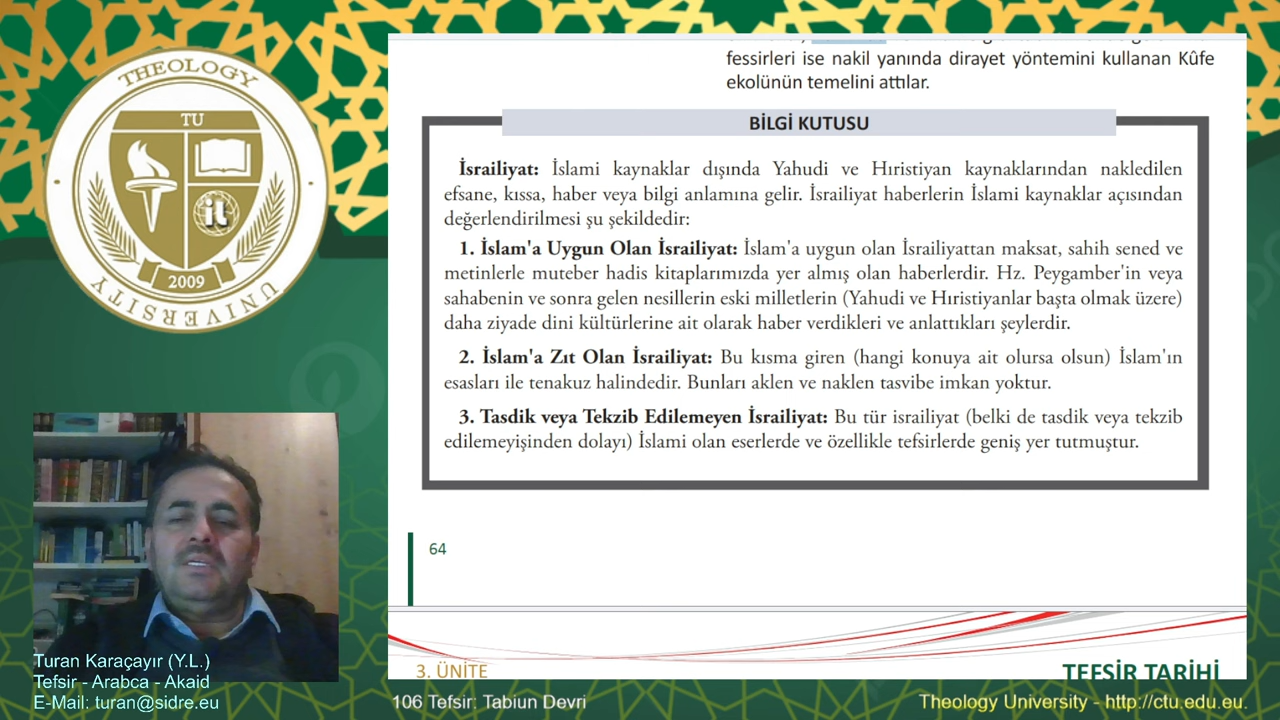 THEOLOGY
TU
2009
UNIVERSITY
fessirleri ise nakil yanında dirayet yöntemini kullanan Kûfe
ekolünün temelini attılar.
BİLGİ KUTUSU
İsrailiyat: İslami kaynaklar dışında Yahudi ve Hıristiyan kaynaklarından nakledilen
efsane, kıssa, haber veya bilgi anlamına gelir. İsrailiyat haberlerin İslami kaynaklar açısından
değerlendirilmesi şu şekildedir:
1. İslam'a Uygun Olan İsrailiyat: İslam'a uygun olan İsrailiyattan maksat, sahih sened ve
metinlerle muteber hadis kitaplarımızda yer almış olan haberlerdir. Hz. Peygamber'in veya
sahabenin ve sonra gelen nesillerin eski milletlerin (Yahudi ve Hıristiyanlar başta olmak üzere)
daha ziyade dini kültürlerine ait olarak haber verdikleri ve anlattıkları şeylerdir.
2. İslam'a Zıt Olan İsrailiyat: Bu kısma giren (hangi konuya ait olursa olsun) İslam'ın
esasları ile tenakuz halindedir. Bunları aklen ve naklen tasvibe imkan yoktur.
3. Tasdik veya Tekzib Edilemeyen İsrailiyat: Bu tür israiliyat (belki de tasdik veya tekzib
edilemeyişinden dolayı) İslami olan eserlerde ve özellikle tefsirlerde geniş yer tutmuştur.
64
3. ÜNİTE
TEFSİR TARİHİ
Turan Karaçayır (Y.L.)
Tefsir - Arabca - Akaid
E-Mail: turan@sidre.eu
106 Tefsir: Tabiun Devri
Theology University - http://ctu.edu.eu.